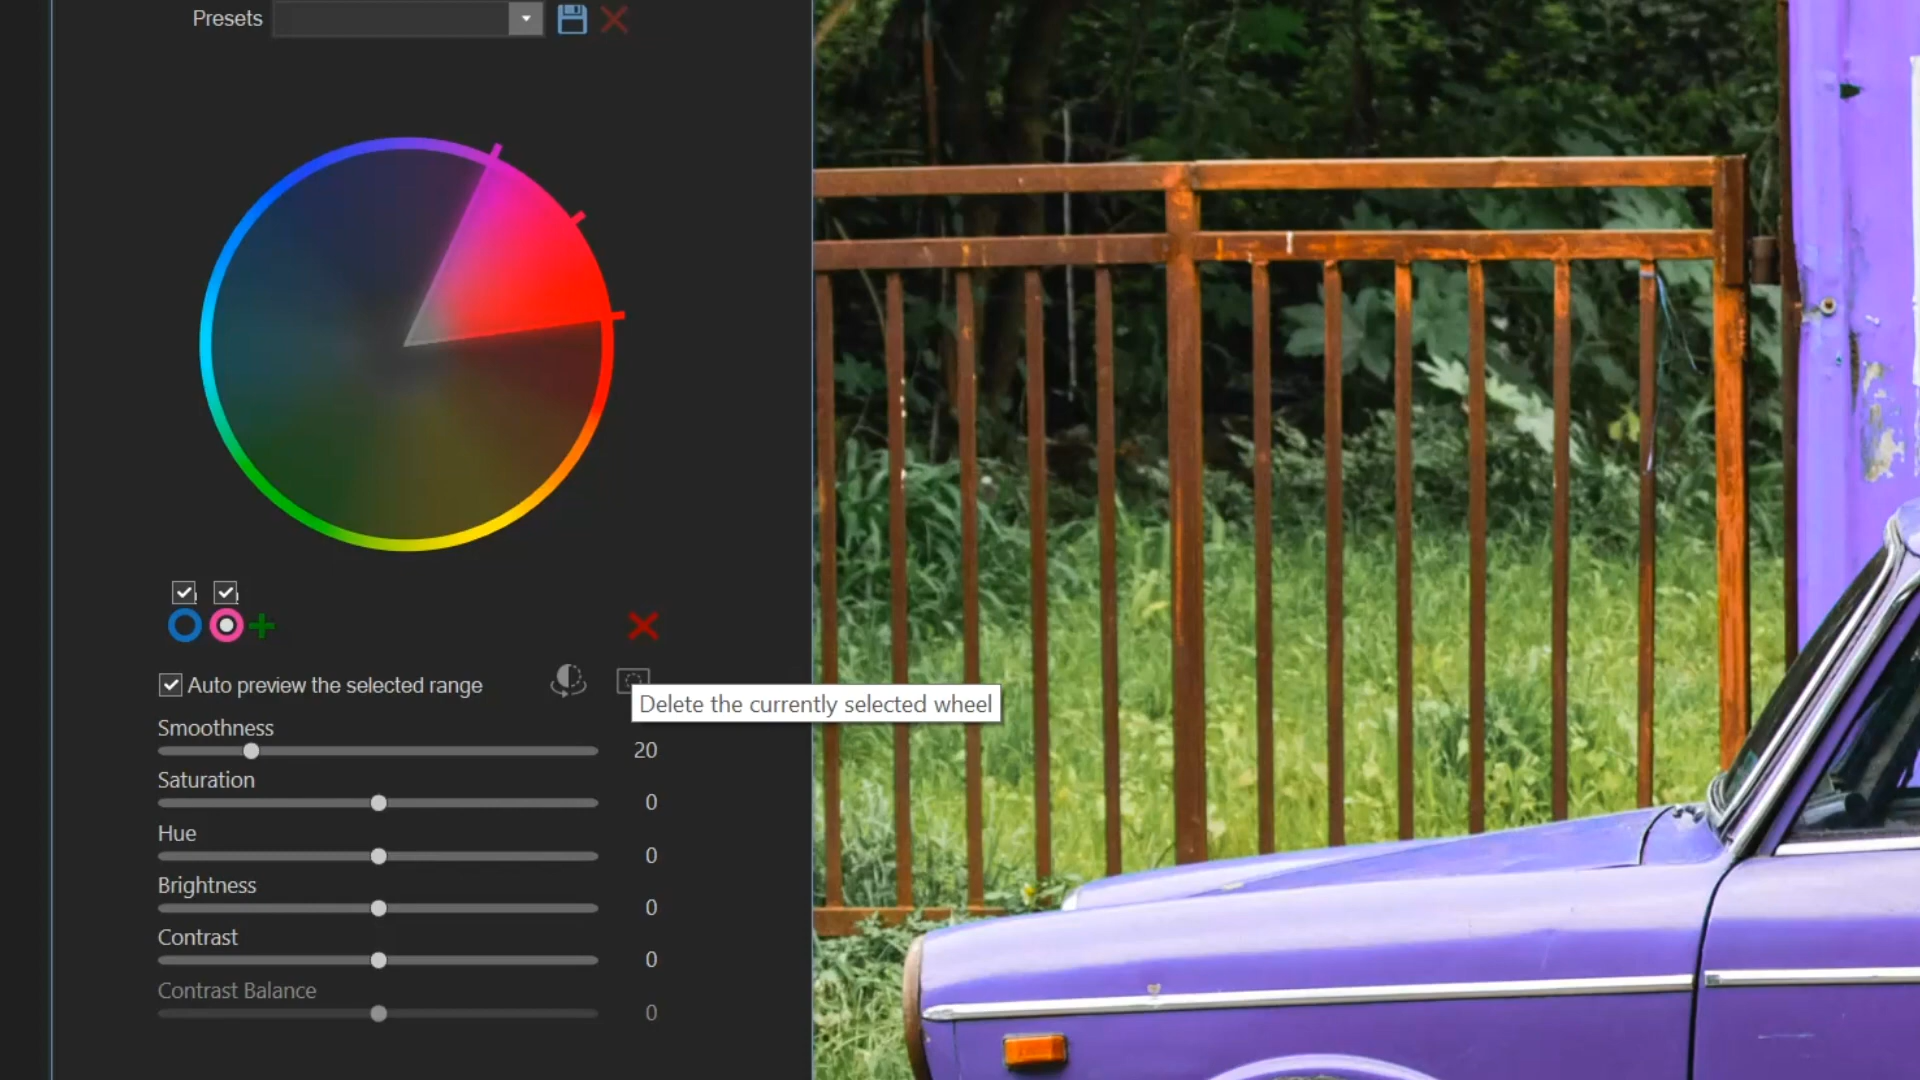 Presets
Auto preview the selected range
Delete the currently selected wheel
Smoothness
20
Saturation
0
Hue
0
Brightness
0
Contrast
0
Contrast Balance
0